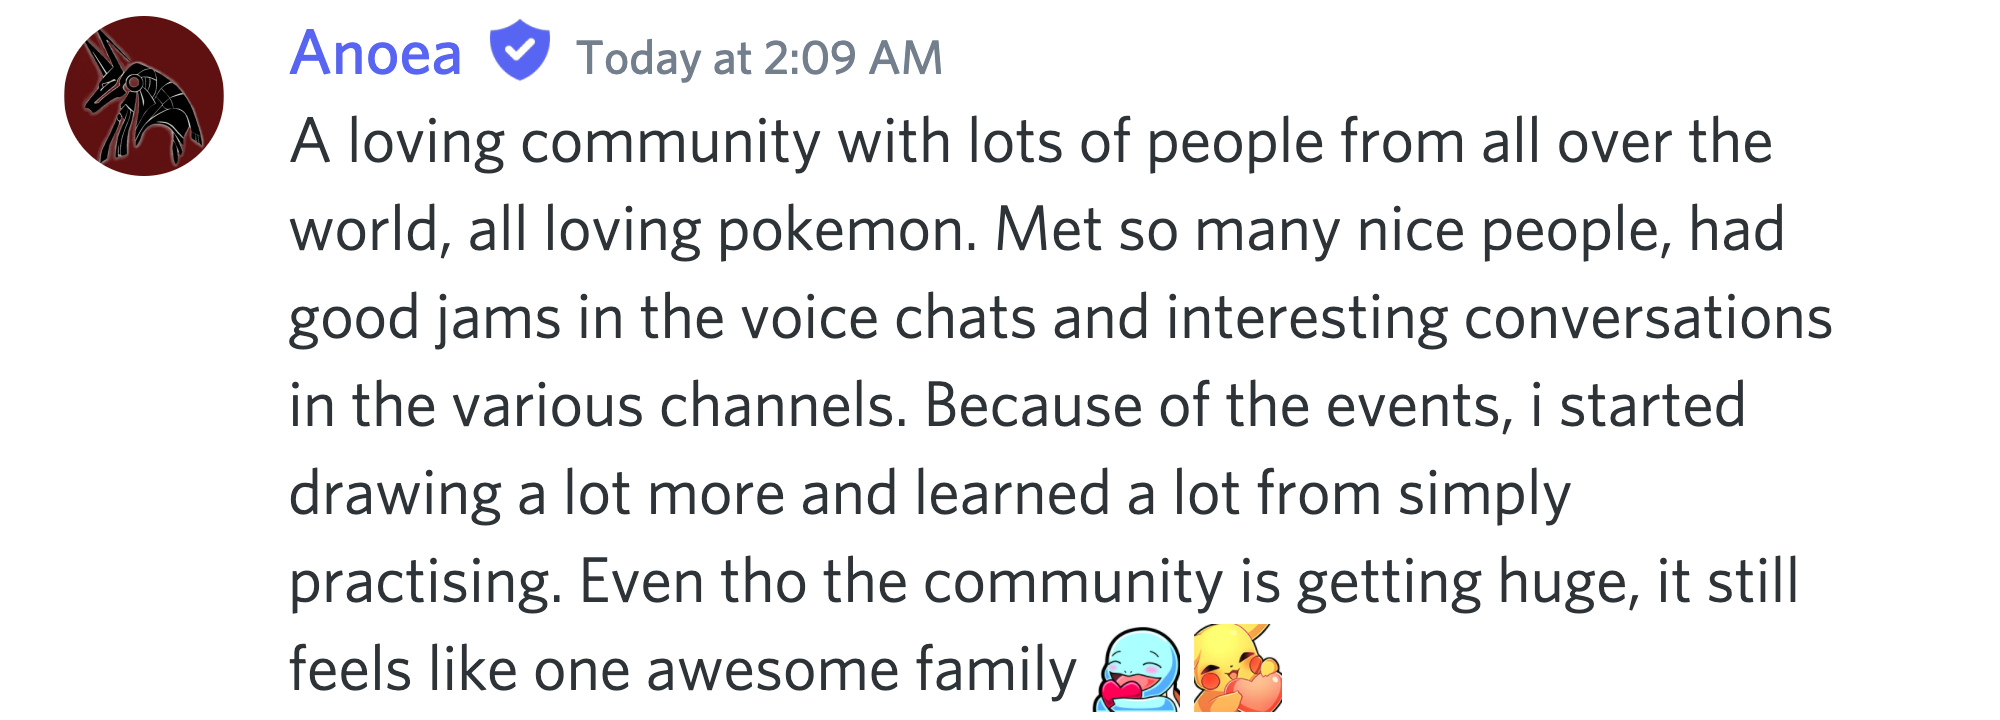 Anoea Today at 2:09 AM
A loving community with lots of people from all over the
world, all loving pokemon. Met so many nice people, had
good jams in the voice chats and interesting conversations
in the various channels. Because of the events, i started
drawing a lot more and learned a lot from simply
practising. Even tho the community is getting huge, it still
feels like one awesome family